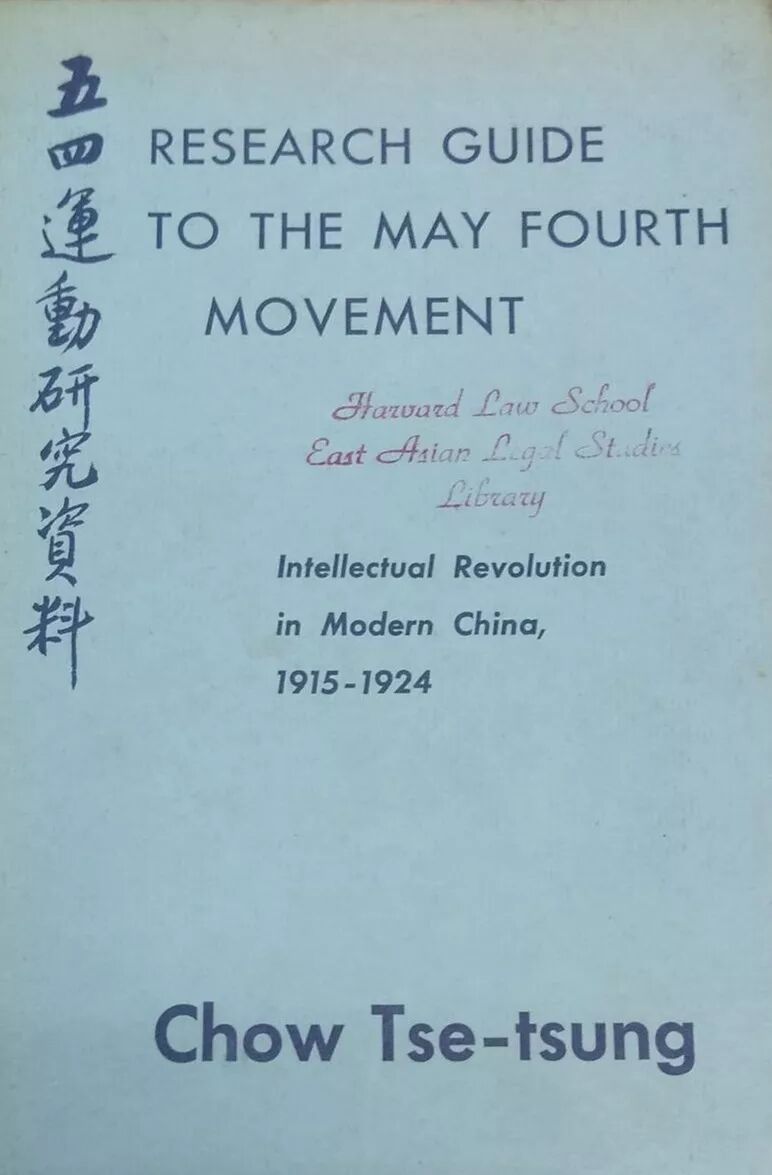 五四運動研究資料
RESEARCH GUIDE
TO THE MAY FOURTH
MOVEMENT
Harvard Law School
East Asian Legal Studies
Library
Intellectual Revolution
in Modern China,
1915-1924
Chow Tse-tsung